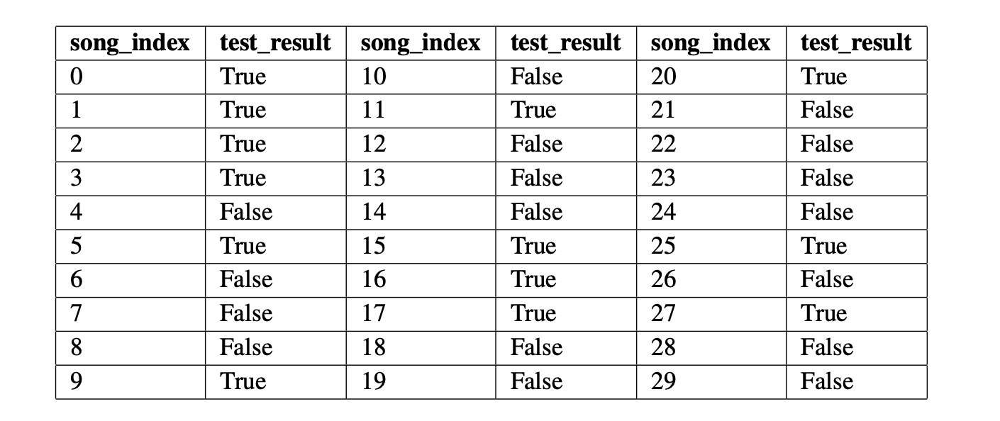 song_index test_result song_index test_result song_index test_result
0 True 10 False 20 True
1 True 11 True 21 False
2 True 12 False 22 False
3 True 13 False 23 False
4 False 14 False 24 False
5 True 15 True 25 True
6 False 16 True 26 False
7 False 17 True 27 True
8 False 18 False 28 False
9 True 19 False 29 False